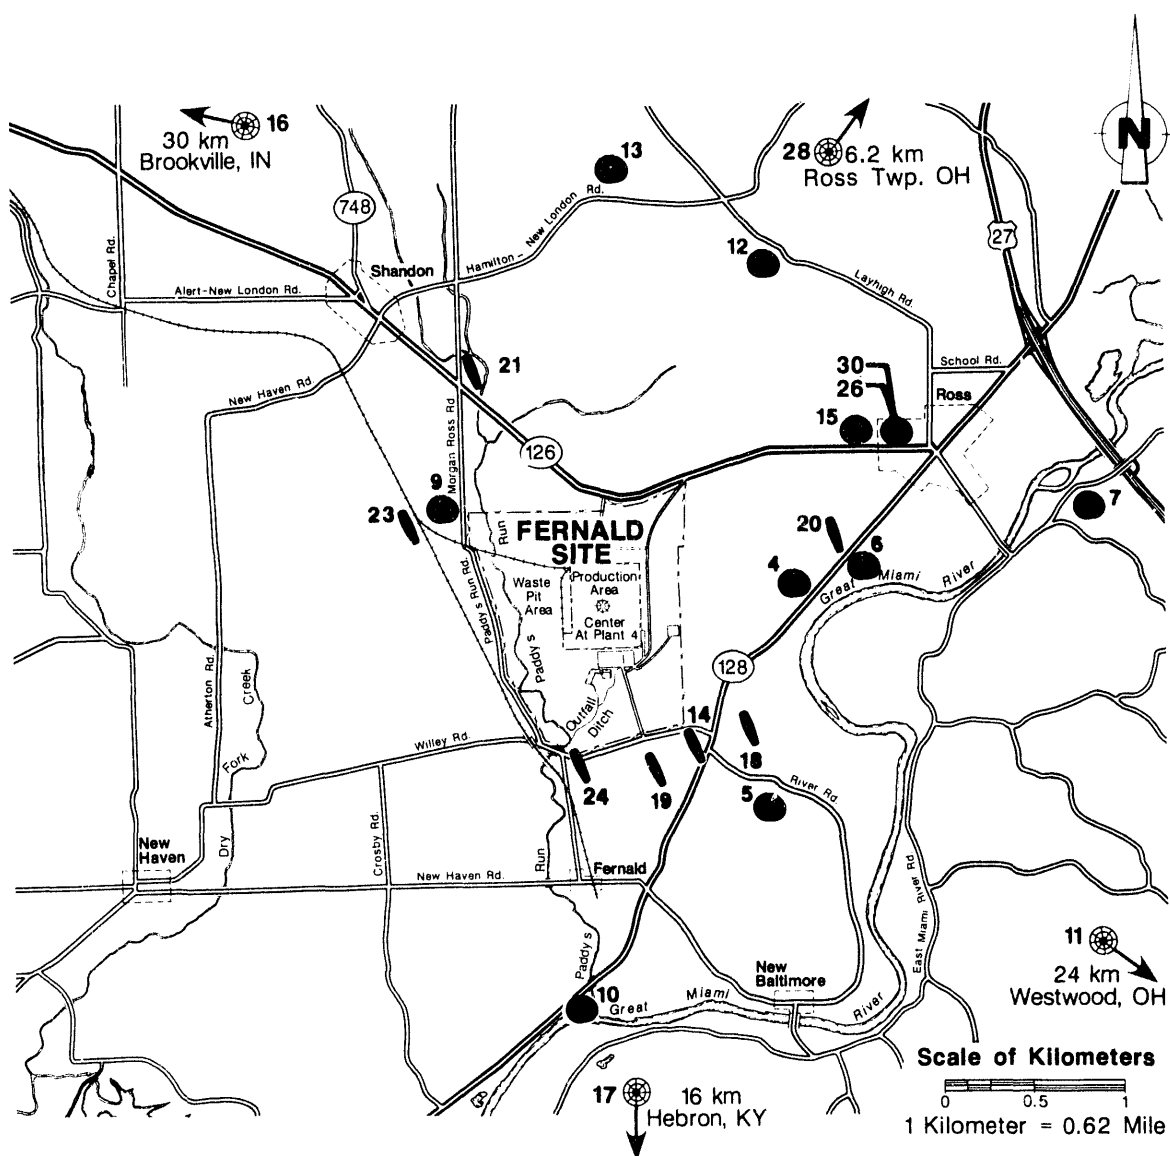 N
16
30 km
Brookville, IN
13
28
6.2 km
Ross Twp. OH
748
27
12
Chapel Rd.
Shandon
Hamilton - New London Rd.
Layhigh Rd.
Alert-New London Rd.
21
School Rd.
30
26
Ross
New Haven Rd
15
126
Morgan Ross Rd
9
23
7
FERNALD
SITE
20
6
4
Run
Paddy's Run Rd.
Waste
Pit
Area
Production
Area
Center
At Plant 4
Great Miami River
Paddy s
128
Atherton Rd.
Creek
Fork
Dry
Outfall
Ditch
14
Willey Rd.
18
24
19
5
River Rd.
Crosby Rd.
New
Haven
Run
Fernald
New Haven Rd.
East Miami River Rd
11
24 km
Westwood, OH
Paddy s
New
Baltimore
10
Great Miami River
Scale of Kilometers
0 0.5 1
1 Kilometer = 0.62 Mile
17
16 km
Hebron, KY